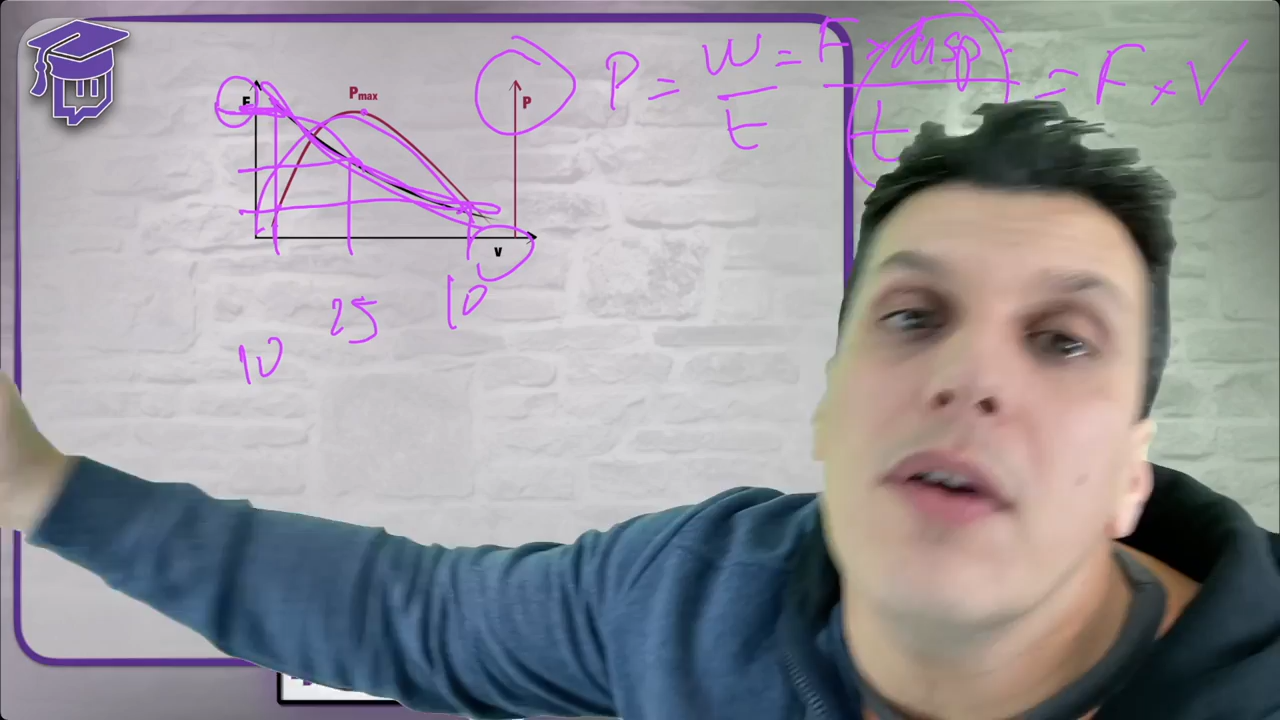 P = W/t = F × disp/t = F × V
F
Pmax
P
V
10
25
10